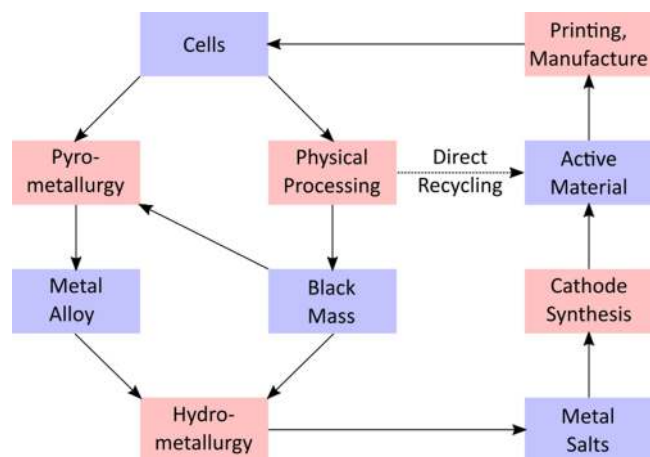 Cells
Printing,
Manufacture
Pyro-
metallurgy
Physical
Processing
Direct
Recycling
Active
Material
Metal
Alloy
Black
Mass
Cathode
Synthesis
Hydro-
metallurgy
Metal
Salts